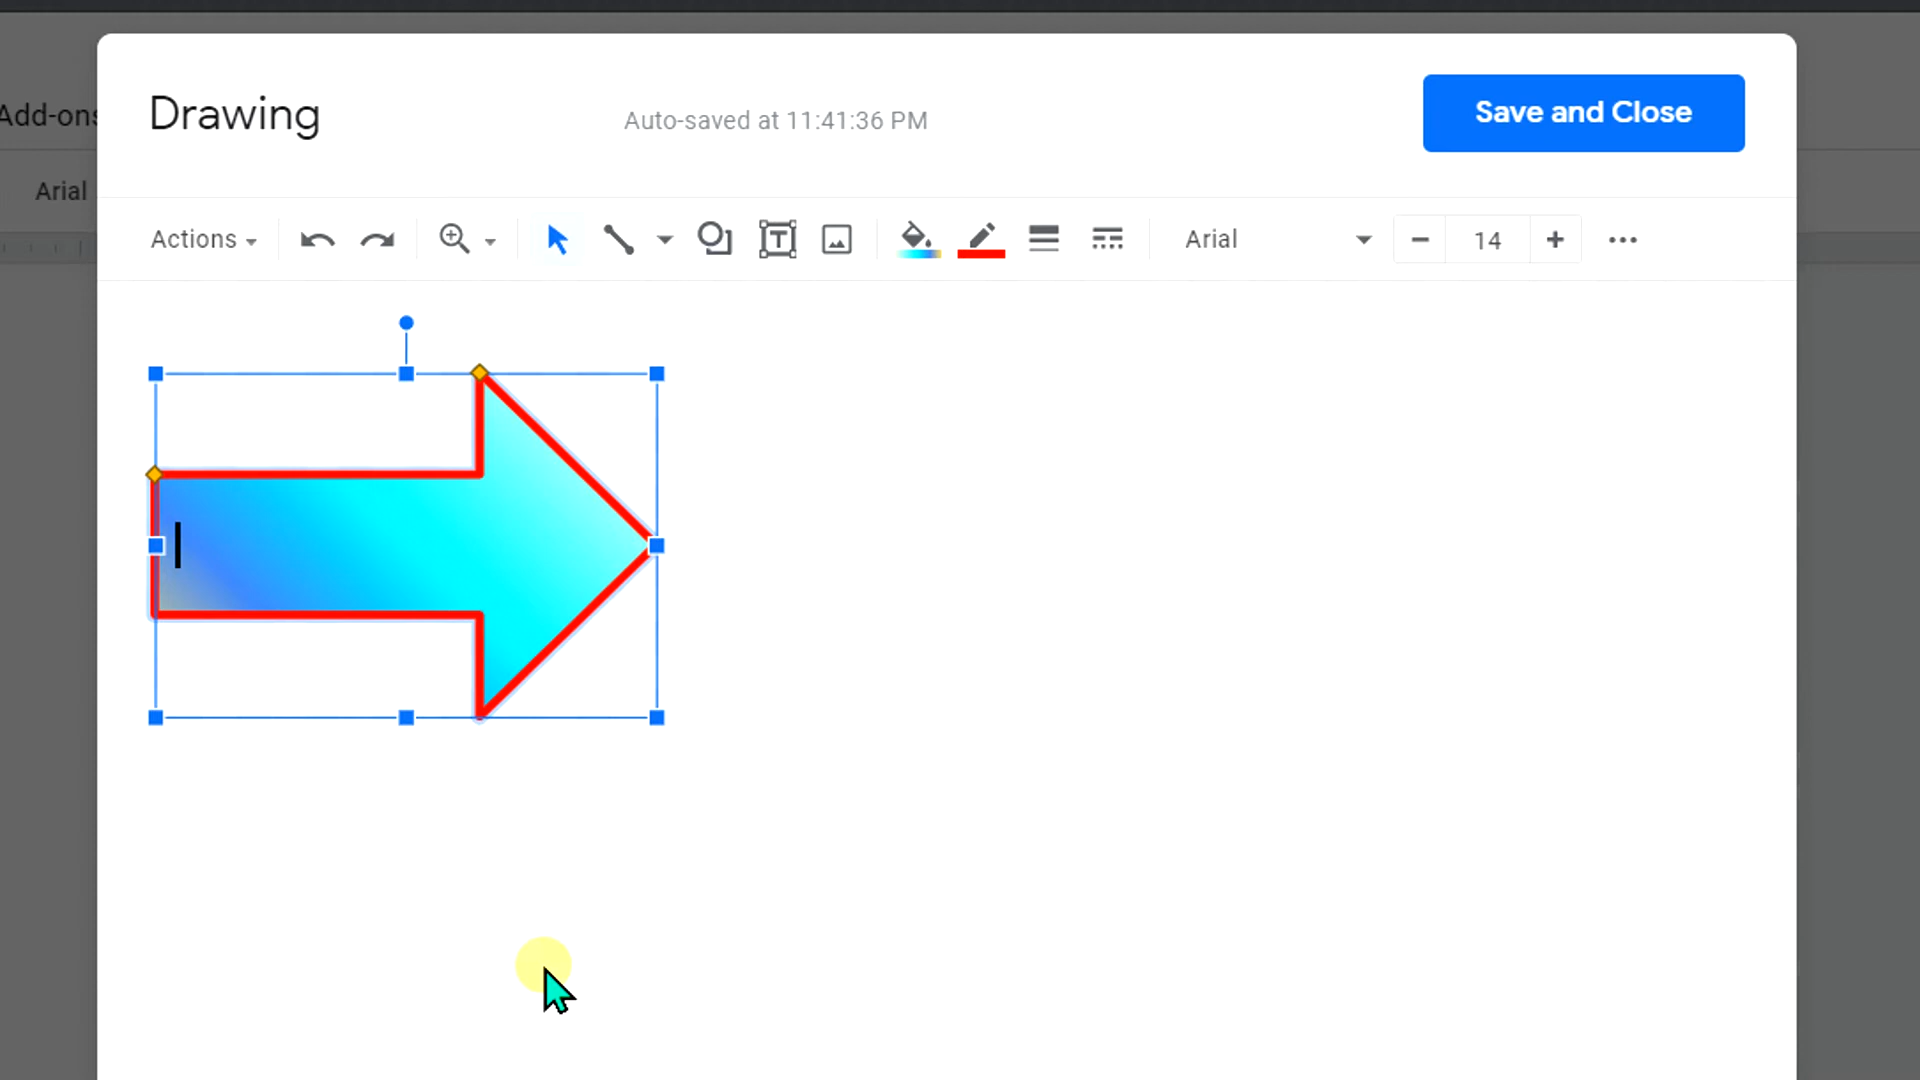 Add-ons
Drawing
Auto-saved at 11:41:36 PM
Save and Close
Arial
Actions
Arial
14